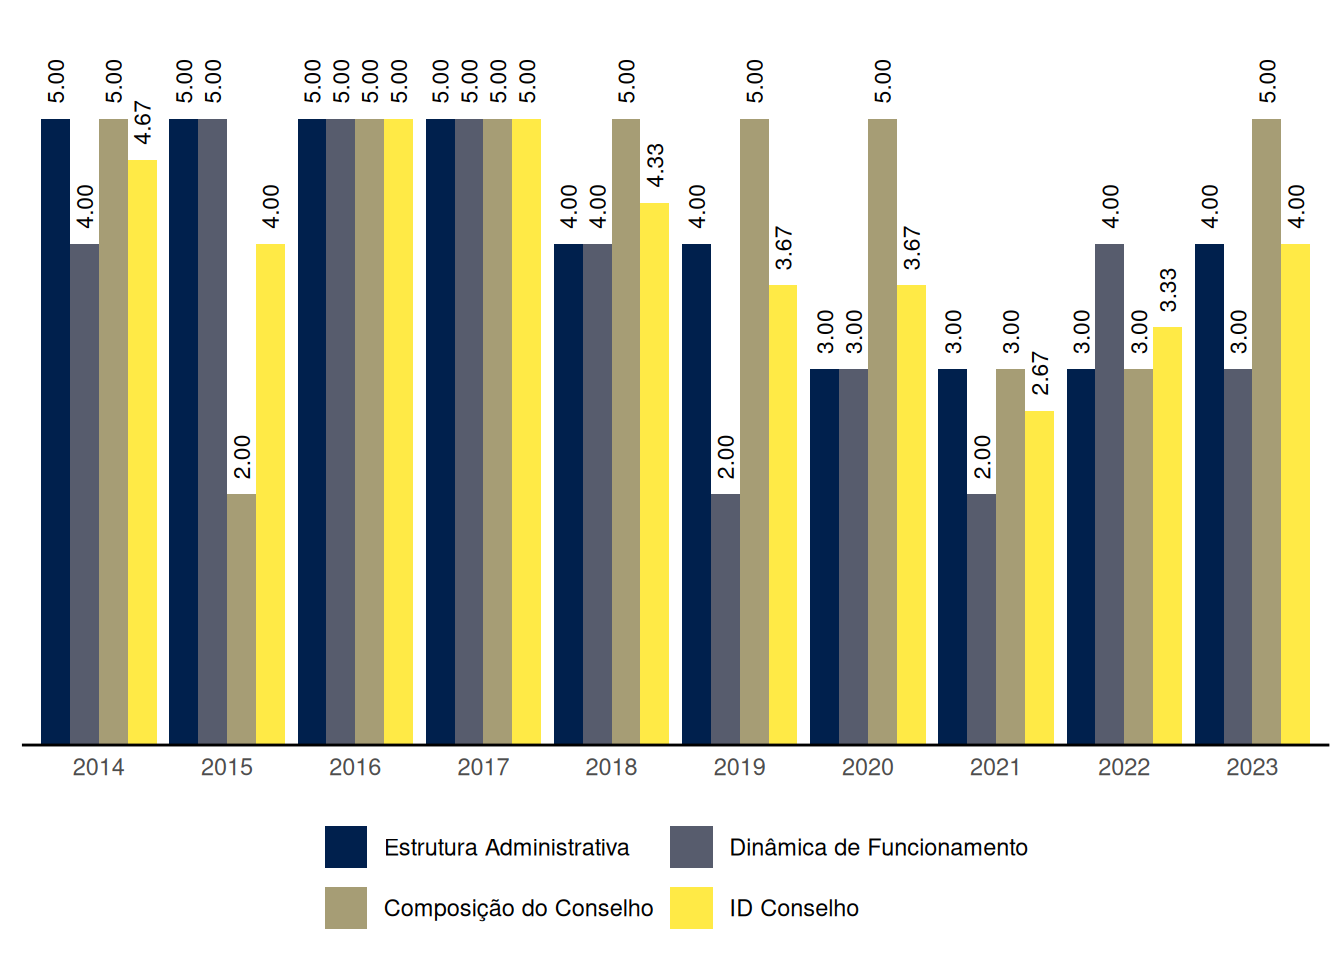 5.00 4.00 5.00 4.67 5.00 5.00 2.00 4.00 5.00 5.00 5.00 5.00 5.00 5.00 5.00 5.00 4.00 4.00 5.00 4.33 4.00 2.00 5.00 3.67 3.00 3.00 5.00 3.67 3.00 2.00 3.00 2.67 3.00 4.00 3.00 3.33 4.00 3.00 5.00 4.00
2014 2015 2016 2017 2018 2019 2020 2021 2022 2023
Estrutura Administrativa Dinâmica de Funcionamento
Composição do Conselho ID Conselho